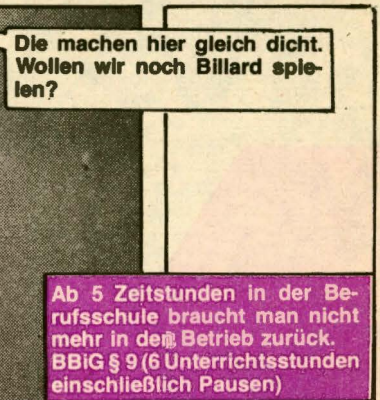 Die machen hier gleich dicht.
Wollen wir noch Billard spie-
len?
Ab 5 Zeitstunden in der Be-
rufsschule braucht man nicht
mehr in den Betrieb zurück.
BBiG § 9 (6 Unterrichtsstunden
einschließlich Pausen)